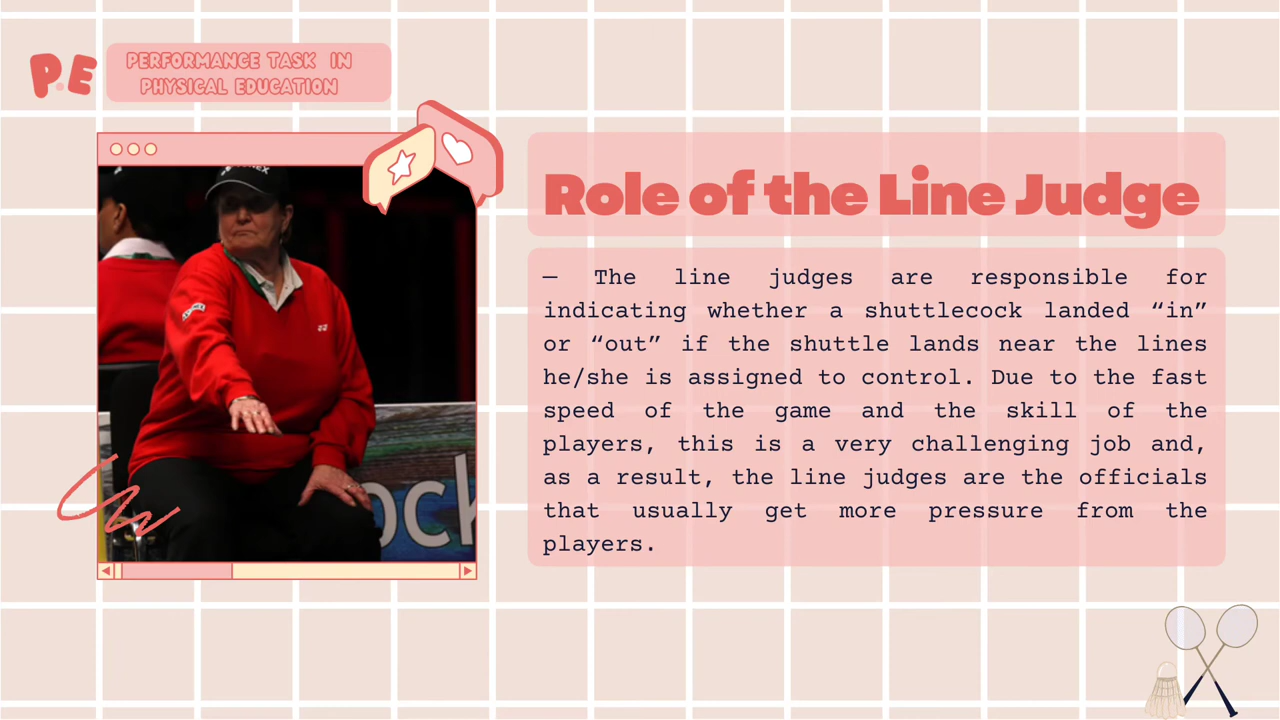 P.E
PERFORMANCE TASK IN
PHYSICAL EDUCATION
Role of the Line Judge
— The line judges are responsible for
indicating whether a shuttlecock landed “in”
or “out” if the shuttle lands near the lines
he/she is assigned to control. Due to the fast
speed of the game and the skill of the
players, this is a very challenging job and,
as a result, the line judges are the officials
that usually get more pressure from the
players.